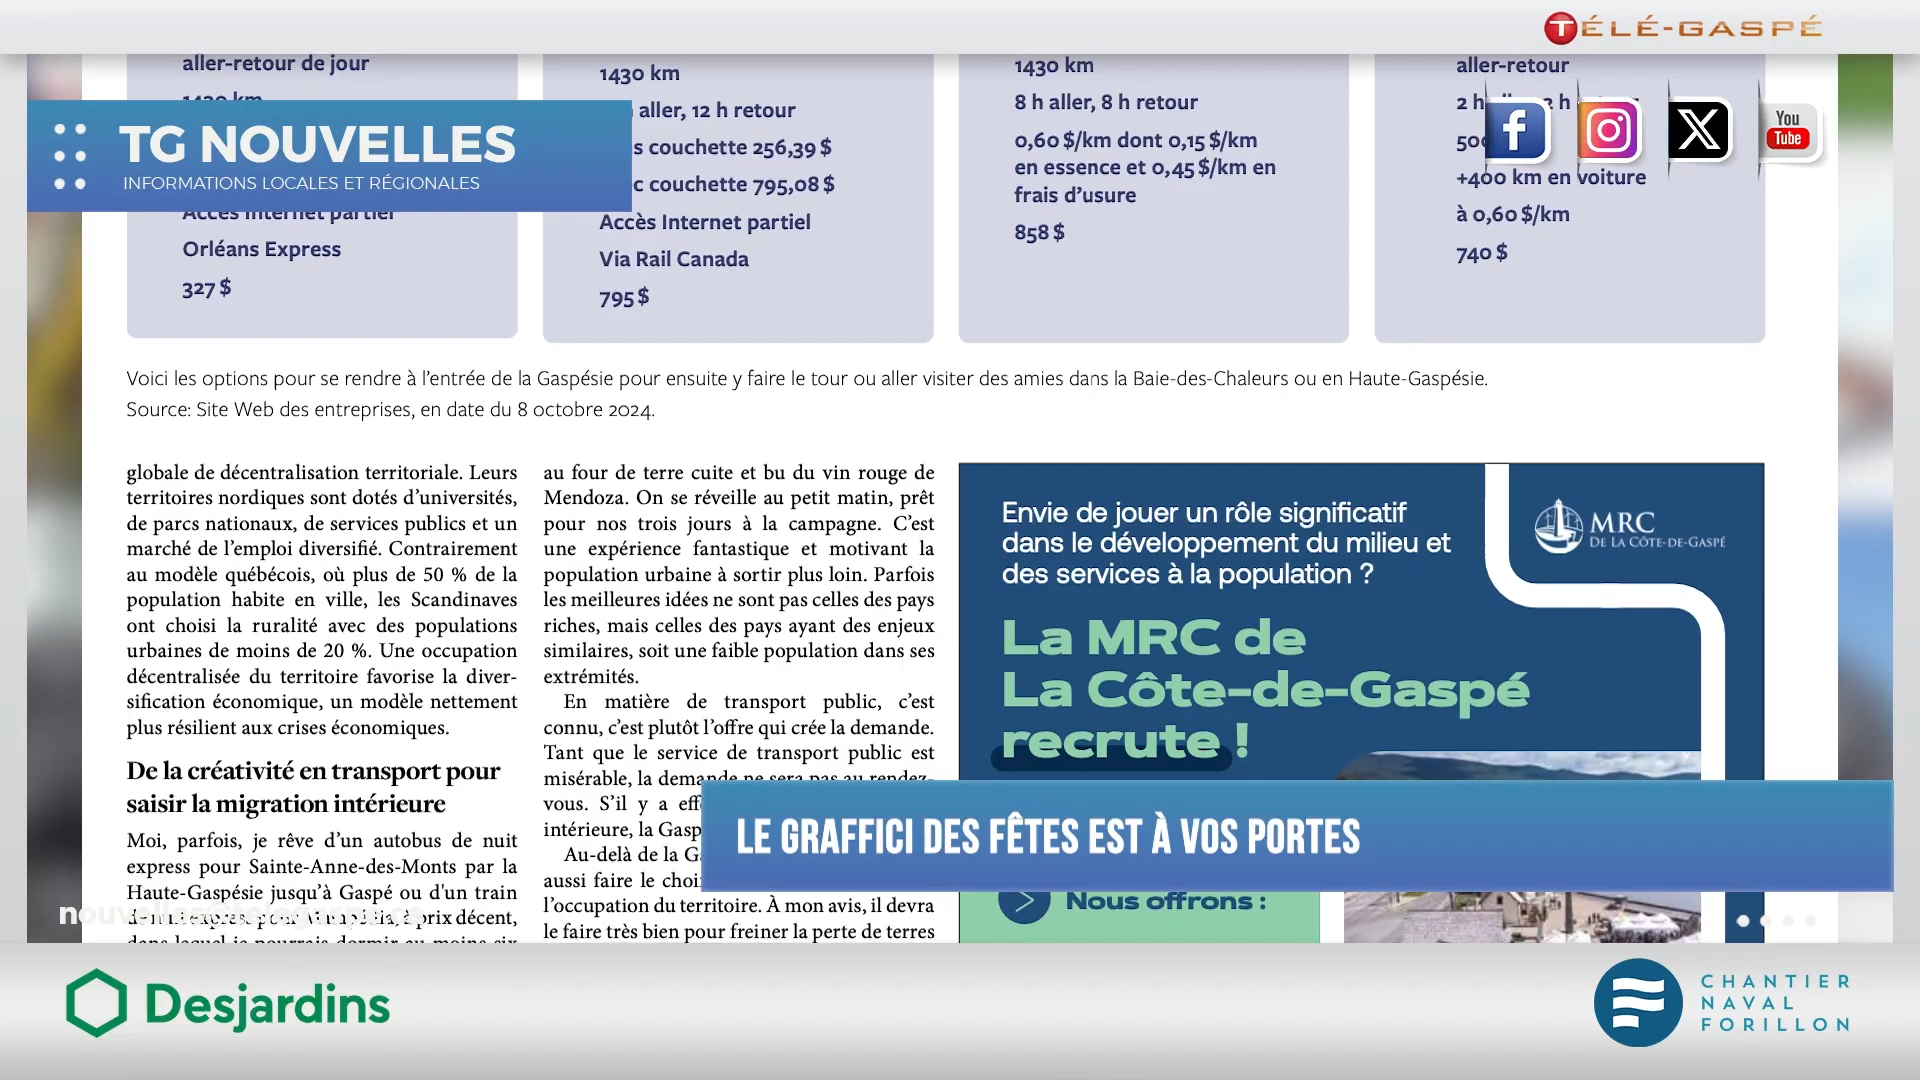 TÉLÉ-GASPÉ
TG NOUVELLES
INFORMATIONS LOCALES ET RÉGIONALES
You
Tube
aller-retour de jour
Accès Internet partiel
Orléans Express
327 $
1430 km
aller, 12 h retour
couchette 256,39 $
couchette 795,08 $
Accès Internet partiel
Via Rail Canada
795 $
1430 km
8 h aller, 8 h retour
0,60 $/km dont 0,15 $/km
en essence et 0,45 $/km en
frais d’usure
858 $
aller-retour
2 h
+400 km en voiture
à 0,60 $/km
740 $
Voici les options pour se rendre à l’entrée de la Gaspésie pour ensuite y faire le tour ou aller visiter des amies dans la Baie-des-Chaleurs ou en Haute-Gaspésie.
Source: Site Web des entreprises, en date du 8 octobre 2024.
globale de décentralisation territoriale. Leurs
territoires nordiques sont dotés d’universités,
de parcs nationaux, de services publics et un
marché de l’emploi diversifié. Contrairement
au modèle québécois, où plus de 50 % de la
population habite en ville, les Scandinaves
ont choisi la ruralité avec des populations
urbaines de moins de 20 %. Une occupation
décentralisée du territoire favorise la diver-
sification économique, un modèle nettement
plus résilient aux crises économiques.
De la créativité en transport pour
saisir la migration intérieure
Moi, parfois, je rêve d’un autobus de nuit
express pour Sainte-Anne-des-Monts par la
Haute-Gaspésie jusqu’à Gaspé ou d'un train
prix décent,
au four de terre cuite et bu du vin rouge de
Mendoza. On se réveille au petit matin, prêt
pour nos trois jours à la campagne. C’est
une expérience fantastique et motivant la
population urbaine à sortir plus loin. Parfois
les meilleures idées ne sont pas celles des pays
riches, mais celles des pays ayant des enjeux
similaires, soit une faible population dans ses
extrémités.
En matière de transport public, c’est
connu, c’est plutôt l’offre qui crée la demande.
Tant que le service de transport public est
misérable, la demande ne sera pas au rendez-
vous. S’il y a
intérieure, la
Au-delà de la
aussi faire le
l’occupation du territoire. À mon avis, il devra
le faire très bien pour freiner la perte de terres
Envie de jouer un rôle significatif
dans le développement du milieu et
des services à la population ?
MRC
DE LA CÔTE-DE-GASPÉ
La MRC de
La Côte-de-Gaspé
recrute !
LE GRAFFICI DES FÊTES EST À VOS PORTES
Nous offrons :
Desjardins
CHANTIER
NAVAL
FORILLON